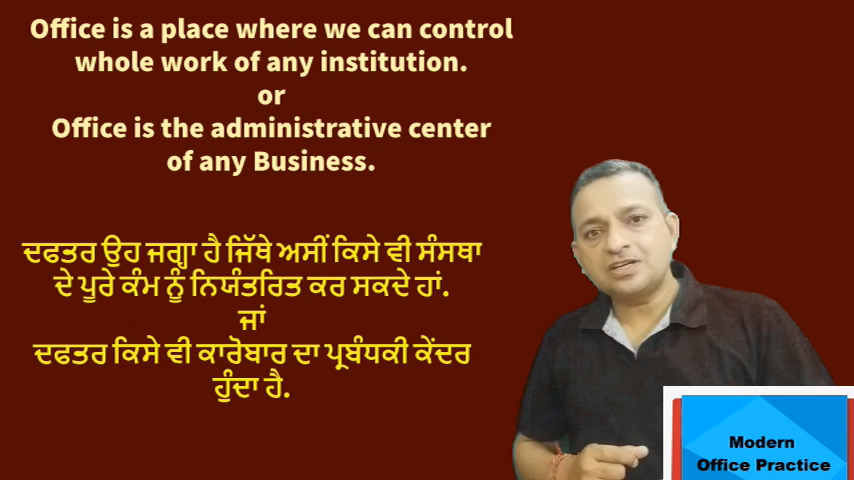 Office is a place where we can control
whole work of any institution.
or
Office is the administrative center
of any Business.
ਦਫਤਰ ਉਹ ਜਗ੍ਹਾ ਹੈ ਜਿੱਥੇ ਅਸੀਂ ਕਿਸੇ ਵੀ ਸੰਸਥਾ
ਦੇ ਪੂਰੇ ਕੰਮ ਨੂੰ ਨਿਯੰਤਰਿਤ ਕਰ ਸਕਦੇ ਹਾਂ.
ਜਾਂ
ਦਫਤਰ ਕਿਸੇ ਵੀ ਕਾਰੋਬਾਰ ਦਾ ਪ੍ਰਬੰਧਕੀ ਕੇਂਦਰ
ਹੁੰਦਾ ਹੈ.
Modern
Office Practice